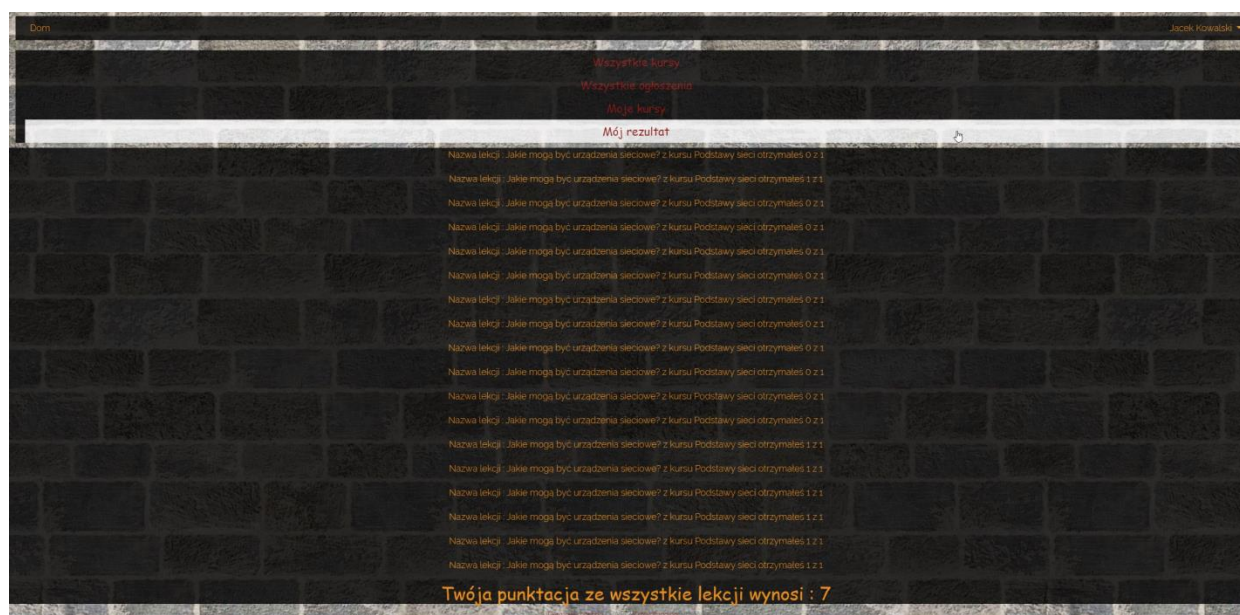 Dom
Jacek Kowalski
Wszystkie kursy
Wszystkie ogłoszenia
Moje kursy
Mój rezultat
Nazwa lekcji : Jakie mogą być urządzenia sieciowe? z kursu Podstawy sieci otrzymałeś 0 z 1
Nazwa lekcji : Jakie mogą być urządzenia sieciowe? z kursu Podstawy sieci otrzymałeś 1 z 1
Nazwa lekcji : Jakie mogą być urządzenia sieciowe? z kursu Podstawy sieci otrzymałeś 0 z 1
Nazwa lekcji : Jakie mogą być urządzenia sieciowe? z kursu Podstawy sieci otrzymałeś 0 z 1
Nazwa lekcji : Jakie mogą być urządzenia sieciowe? z kursu Podstawy sieci otrzymałeś 0 z 1
Nazwa lekcji : Jakie mogą być urządzenia sieciowe? z kursu Podstawy sieci otrzymałeś 0 z 1
Nazwa lekcji : Jakie mogą być urządzenia sieciowe? z kursu Podstawy sieci otrzymałeś 0 z 1
Nazwa lekcji : Jakie mogą być urządzenia sieciowe? z kursu Podstawy sieci otrzymałeś 0 z 1
Nazwa lekcji : Jakie mogą być urządzenia sieciowe? z kursu Podstawy sieci otrzymałeś 0 z 1
Nazwa lekcji : Jakie mogą być urządzenia sieciowe? z kursu Podstawy sieci otrzymałeś 0 z 1
Nazwa lekcji : Jakie mogą być urządzenia sieciowe? z kursu Podstawy sieci otrzymałeś 0 z 1
Nazwa lekcji : Jakie mogą być urządzenia sieciowe? z kursu Podstawy sieci otrzymałeś 0 z 1
Nazwa lekcji : Jakie mogą być urządzenia sieciowe? z kursu Podstawy sieci otrzymałeś 1 z 1
Nazwa lekcji : Jakie mogą być urządzenia sieciowe? z kursu Podstawy sieci otrzymałeś 1 z 1
Nazwa lekcji : Jakie mogą być urządzenia sieciowe? z kursu Podstawy sieci otrzymałeś 1 z 1
Nazwa lekcji : Jakie mogą być urządzenia sieciowe? z kursu Podstawy sieci otrzymałeś 1 z 1
Nazwa lekcji : Jakie mogą być urządzenia sieciowe? z kursu Podstawy sieci otrzymałeś 1 z 1
Nazwa lekcji : Jakie mogą być urządzenia sieciowe? z kursu Podstawy sieci otrzymałeś 1 z 1
Twója punktacja ze wszystkie lekcji wynosi : 7